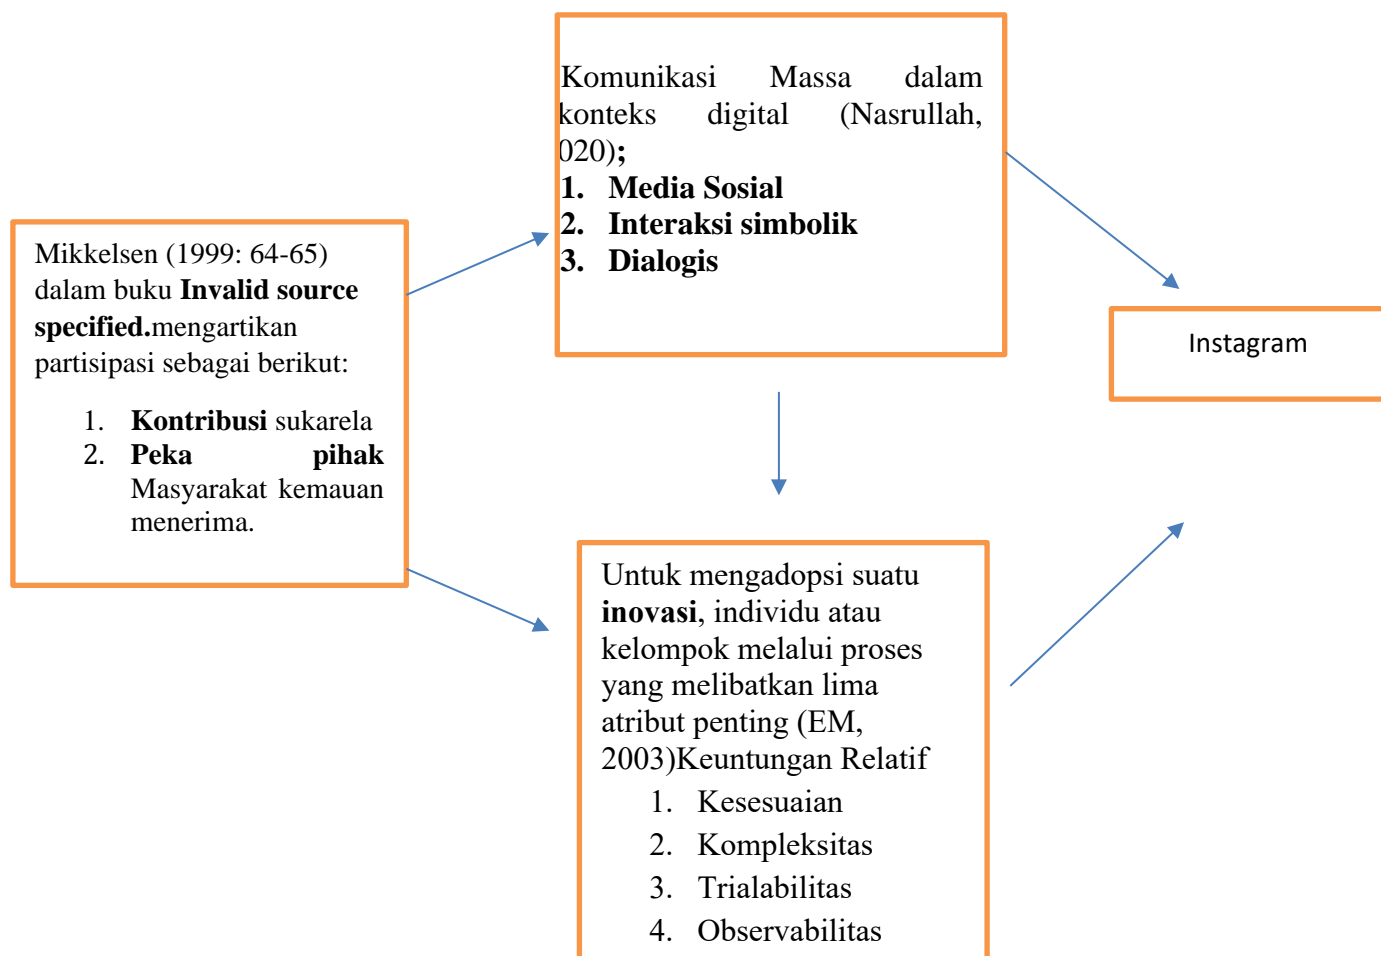 Komunikasi Massa dalam
konteks digital (Nasrullah,
020);
1. Media Sosial
2. Interaksi simbolik
3. Dialogis
Mikkelsen (1999: 64-65)
dalam buku Invalid source
specified.mengartikan
partisipasi sebagai berikut:
1. Kontribusi sukarela
2. Peka pihak
Masyarakat kemauan
menerima.
Instagram
Untuk mengadopsi suatu
inovasi, individu atau
kelompok melalui proses
yang melibatkan lima
atribut penting (EM,
2003)Keuntungan Relatif
1. Kesesuaian
2. Kompleksitas
3. Trialabilitas
4. Observabilitas